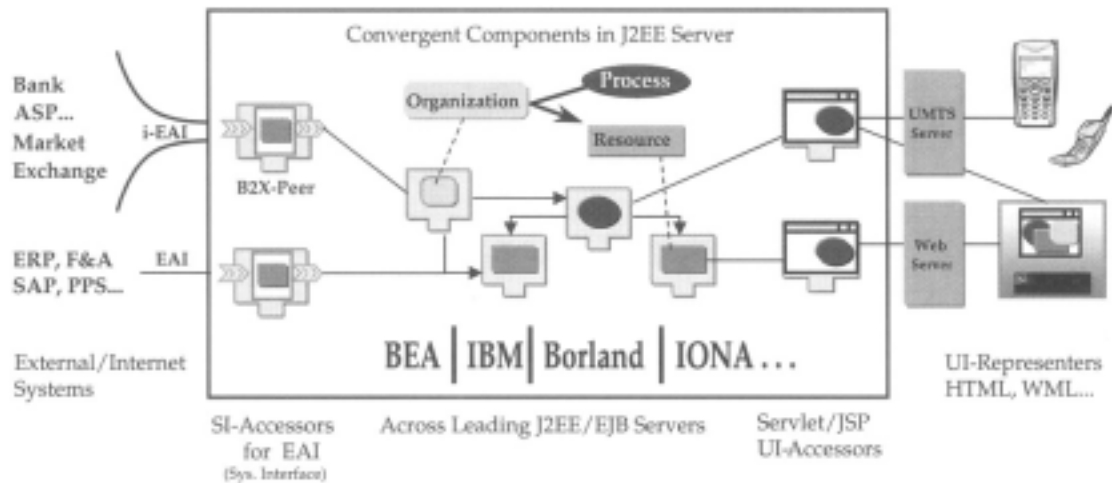 Convergent Components in J2EE Server
Bank
ASP...
Market
Exchange
i-EAI
B2X-Peer
Organization
Process
Resource
UMTS
Server
ERP, F&A
SAP, PPS...
EAI
Web
Server
BEA | IBM | Borland | IONA ...
External/Internet
Systems
UI-Representers
HTML, WML...
SI-Accessors
for EAI
(Sys. Interface)
Across Leading J2EE/EJB Servers
Servlet/JSP
UI-Accessors